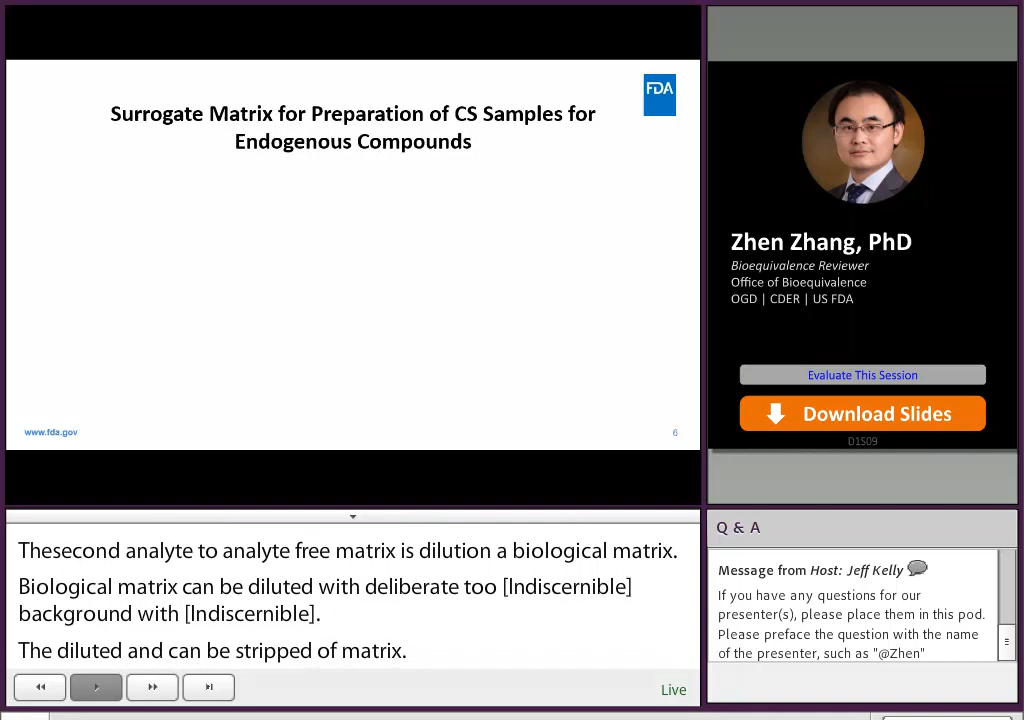 FDA
Surrogate Matrix for Preparation of CS Samples for
Endogenous Compounds
www.fda.gov
6
Zhen Zhang, PhD
Bioequivalence Reviewer
Office of Bioequivalence
OGD | CDER | US FDA
Evaluate This Session
Download Slides
D1S09
Thesecond analyte to analyte free matrix is dilution a biological matrix.
Biological matrix can be diluted with deliberate too [Indiscernible]
background with [Indiscernible].
The diluted and can be stripped of matrix.
Live
Q & A
Message from Host: Jeff Kelly
If you have any questions for our
presenter(s), please place them in this pod.
Please preface the question with the name
of the presenter, such as "@Zhen"